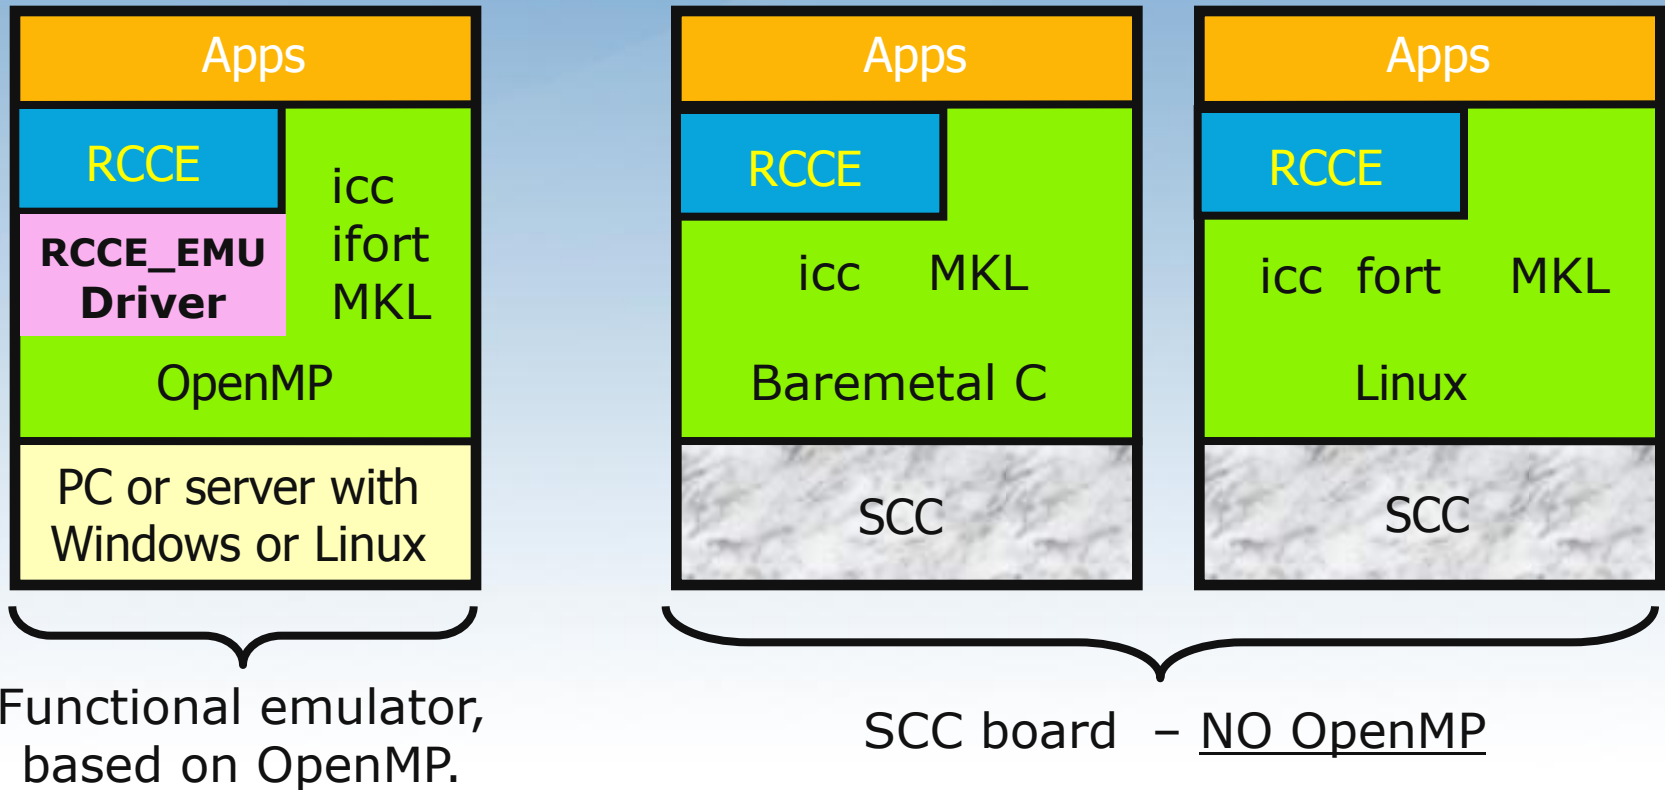 Apps
RCCE
icc
ifort
MKL
RCCE_EMU
Driver
OpenMP
PC or server with
Windows or Linux
Functional emulator,
based on OpenMP.
Apps
RCCE
icc MKL
Baremetal C
SCC
Apps
RCCE
icc fort MKL
Linux
SCC
SCC board – NO OpenMP